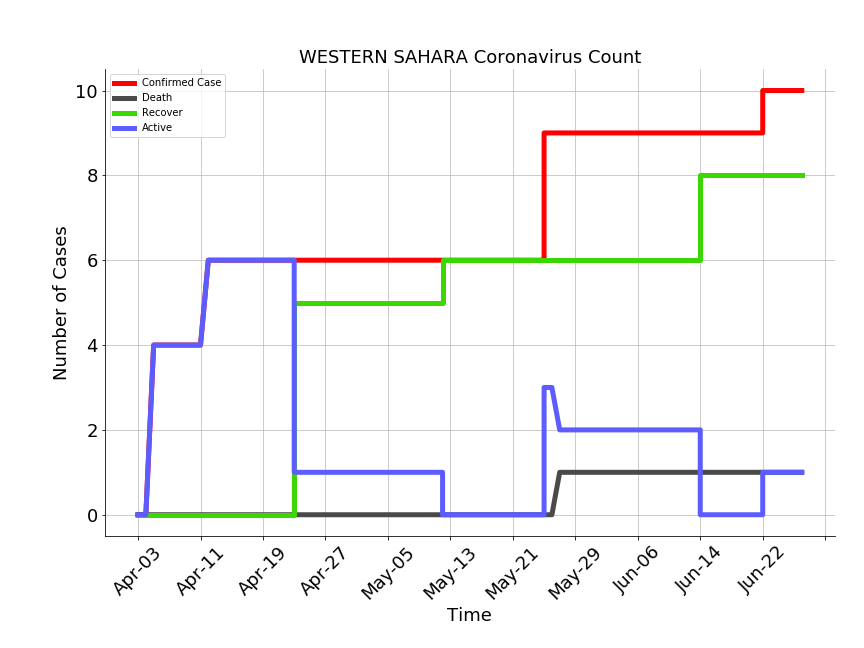 WESTERN SAHARA Coronavirus Count
Confirmed Case
Death
Recover
Active
Number of Cases
10
8
6
4
2
0
Apr-03
Apr-11
Apr-19
Apr-27
May-05
May-13
May-21
May-29
Jun-06
Jun-14
Jun-22
Time